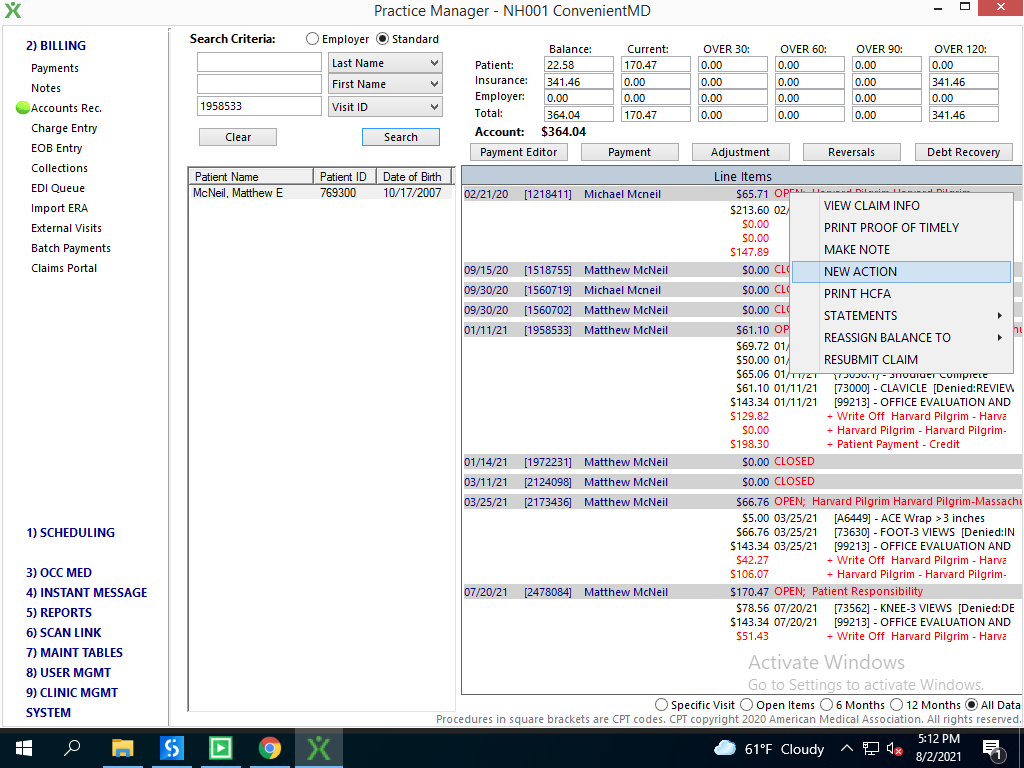 Practice Manager - NH001 ConvenientMD
2) BILLING
Payments
Notes
Accounts Rec.
Charge Entry
EOB Entry
Collections
EDI Queue
Import ERA
External Visits
Batch Payments
Claims Portal
1) SCHEDULING
3) OCC MED
4) INSTANT MESSAGE
5) REPORTS
6) SCAN LINK
7) MAINT TABLES
8) USER MGMT
9) CLINIC MGMT
SYSTEM
Search Criteria: Employer Standard
Last Name
First Name
1958533 Visit ID
Clear Search
Balance: Current: OVER 30: OVER 60: OVER 90: OVER 120:
Patient: 22.58 170.47 0.00 0.00 0.00 0.00
Insurance: 341.46 0.00 0.00 0.00 0.00 341.46
Employer: 0.00 0.00 0.00 0.00 0.00 0.00
Total: 364.04 170.47 0.00 0.00 0.00 341.46
Account: $364.04
Payment Editor Payment Adjustment Reversals Debt Recovery
Patient Name Patient ID Date of Birth
McNeil, Matthew E 769300 10/17/2007
Line Items
02/21/20 [1218411] Michael Mcneil $65.71 OPEN; Harvard Pilgrim Harvard Pilgrim
$213.60 02/
$0.00
$0.00
$147.89
09/15/20 [1518755] Matthew McNeil $0.00 CLO
09/30/20 [1560719] Michael Mcneil $0.00 CLO
09/30/20 [1560702] Matthew McNeil $0.00 CLO
01/11/21 [1958533] Matthew McNeil $61.10 OP
$69.72 01/
$50.00 01/
$65.06 01/11/21 [73030.1] - Shoulder Complete
$61.10 01/11/21 [73000] - CLAVICLE [Denied:REVIEW
$143.34 01/11/21 [99213] - OFFICE EVALUATION AND
$129.82 + Write Off Harvard Pilgrim - Harva
$0.00 + Harvard Pilgrim - Harvard Pilgrim-
$198.30 + Patient Payment - Credit
01/14/21 [1972231] Matthew McNeil $0.00 CLOSED
03/11/21 [2124098] Matthew McNeil $0.00 CLOSED
03/25/21 [2173436] Matthew McNeil $66.76 OPEN; Harvard Pilgrim Harvard Pilgrim-Massachu
$5.00 03/25/21 [A6449] - ACE Wrap >3 inches
$66.76 03/25/21 [73630] - FOOT-3 VIEWS [Denied:IN
$143.34 03/25/21 [99213] - OFFICE EVALUATION AND
$42.27 + Write Off Harvard Pilgrim - Harva
$106.07 + Harvard Pilgrim - Harvard Pilgrim-
07/20/21 [2478084] Matthew McNeil $170.47 OPEN; Patient Responsibility
$78.56 07/20/21 [73562] - KNEE-3 VIEWS [Denied:DE
$143.34 07/20/21 [99213] - OFFICE EVALUATION AND
$51.43 + Write Off Harvard Pilgrim - Harva
VIEW CLAIM INFO
PRINT PROOF OF TIMELY
MAKE NOTE
NEW ACTION
PRINT HCFA
STATEMENTS
REASSIGN BALANCE TO
RESUBMIT CLAIM
Activate Windows
Go to Settings to activate Windows.
Specific Visit Open Items 6 Months 12 Months All Data
Procedures in square brackets are CPT codes. CPT copyright 2020 American Medical Association. All rights reserved.
61°F Cloudy
5:12 PM
8/2/2021
1